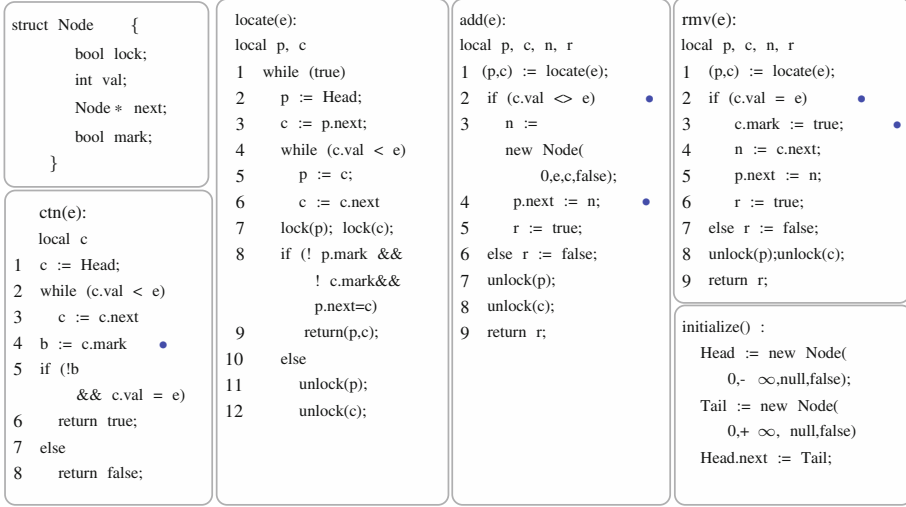 struct Node {
bool lock;
int val;
Node * next;
bool mark;
}
ctn(e):
local c
1 c := Head;
2 while (c.val < e)
3 c := c.next
4 b := c.mark
5 if (!b
&& c.val = e)
6 return true;
7 else
8 return false;
locate(e):
local p, c
1 while (true)
2 p := Head;
3 c := p.next;
4 while (c.val < e)
5 p := c;
6 c := c.next
7 lock(p); lock(c);
8 if (! p.mark &&
! c.mark&&
p.next=c)
9 return(p,c);
10 else
11 unlock(p);
12 unlock(c);
add(e):
local p, c, n, r
1 (p,c) := locate(e);
2 if (c.val <> e)
3 n :=
new Node(
0,e,c,false);
4 p.next := n;
5 r := true;
6 else r := false;
7 unlock(p);
8 unlock(c);
9 return r;
rmv(e):
local p, c, n, r
1 (p,c) := locate(e);
2 if (c.val = e)
3 c.mark := true;
4 n := c.next;
5 p.next := n;
6 r := true;
7 else r := false;
8 unlock(p);unlock(c);
9 return r;
initialize() :
Head := new Node(
0,- ∞,null,false);
Tail := new Node(
0,+ ∞, null,false)
Head.next := Tail;